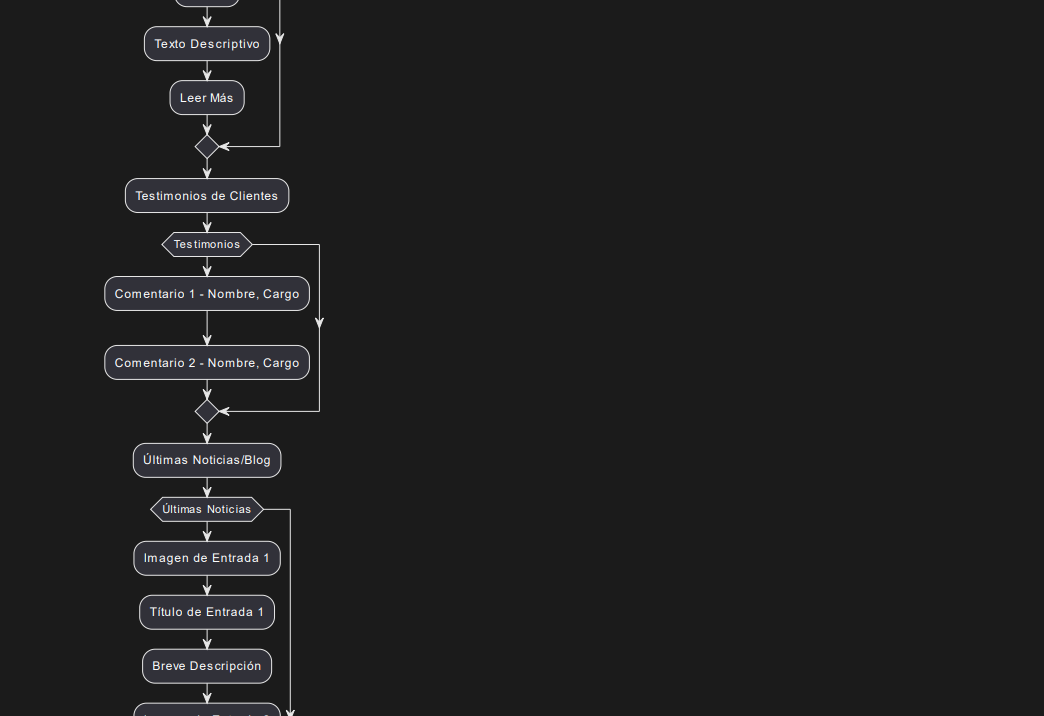 Texto Descriptivo
Leer Más
Testimonios de Clientes
Testimonios
Comentario 1 - Nombre, Cargo
Comentario 2 - Nombre, Cargo
Últimas Noticias/Blog
Últimas Noticias
Imagen de Entrada 1
Título de Entrada 1
Breve Descripción